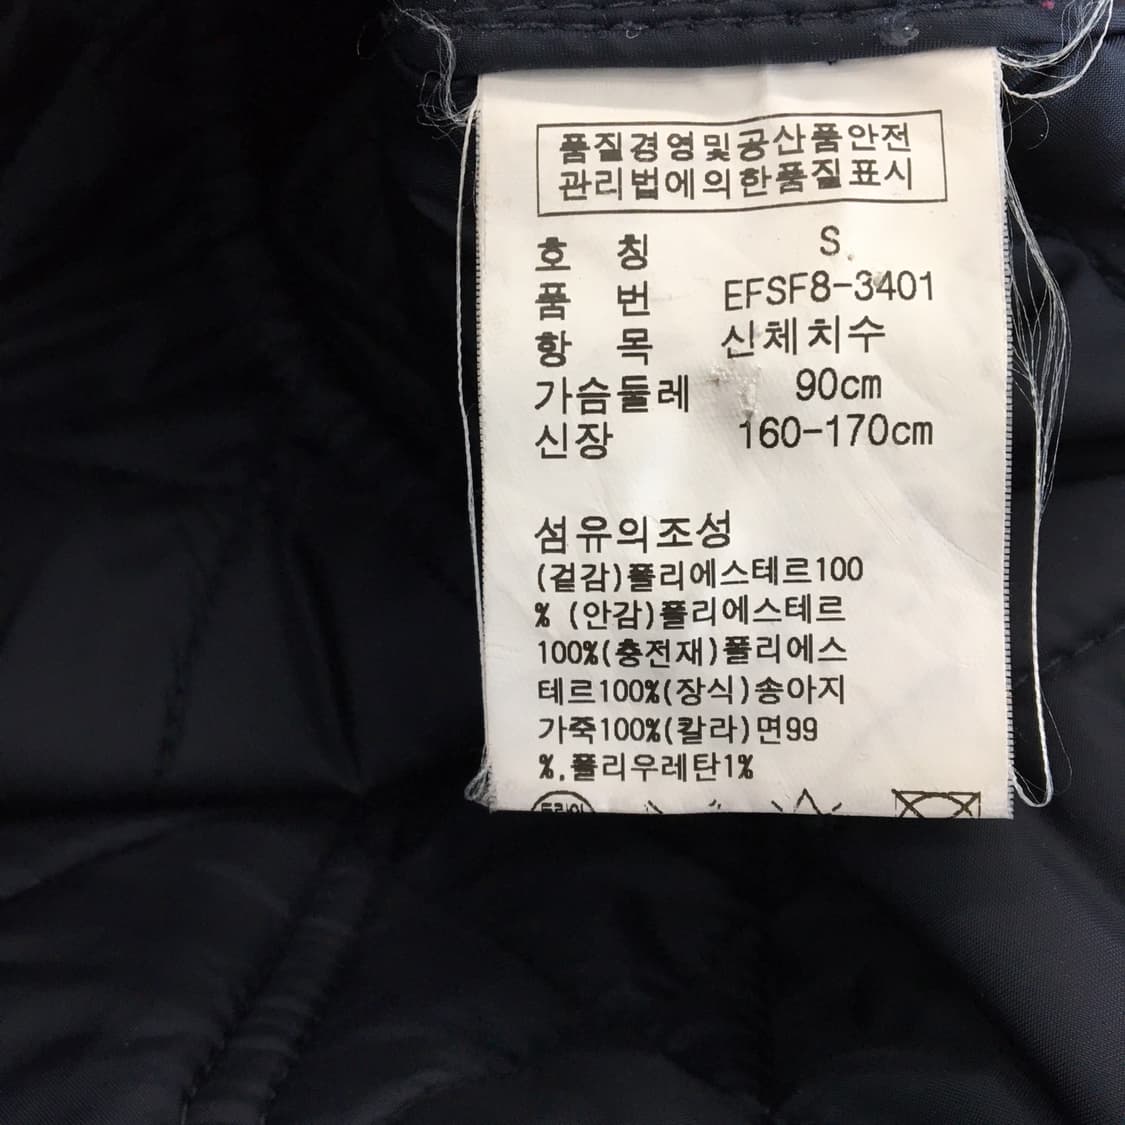 품질경영및공산품안전
관리법에의한품질표시
호 칭 S.
품 번 EFSF8-3401
항 목 신체치수
가슴둘레 90cm
신장 160-170cm
섬유의조성
(겉감)폴리에스테르100
% (안감)폴리에스테르
100%(충전재)폴리에스
테르100%(장식)송아지
가죽100%(칼라)면99
%.폴리우레탄1%
드라이